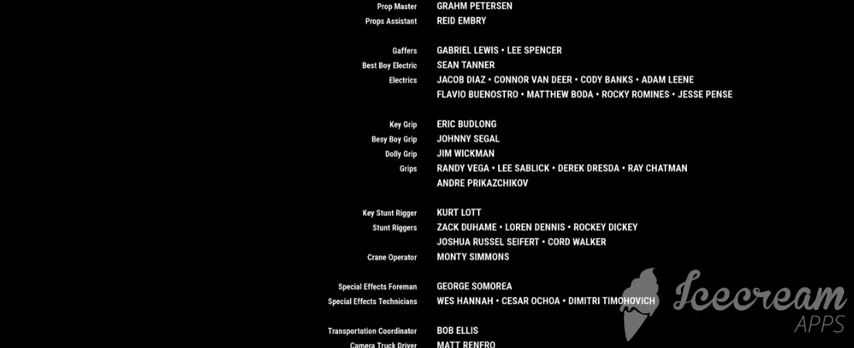 Prop Master GRAHM PETERSEN
Props Assistant REID EMBRY
Gaffers GABRIEL LEWIS • LEE SPENCER
Best Boy Electric SEAN TANNER
Electrics JACOB DIAZ • CONNOR VAN DEER • CODY BANKS • ADAM LEENE
FLAVIO BUENOSTRO • MATTHEW BODA • ROCKY ROMINES • JESSE PENSE
Key Grip ERIC BUDLONG
Besy Boy Grip JOHNNY SEGAL
Dolly Grip JIM WICKMAN
Grips RANDY VEGA • LEE SABLICK • DEREK DRESDA • RAY CHATMAN
ANDRE PRIKAZCHIKOV
Key Stunt Rigger KURT LOTT
Stunt Riggers ZACK DUHAME • LOREN DENNIS • ROCKEY DICKEY
JOSHUA RUSSEL SEIFERT • CORD WALKER
Crane Operator MONTY SIMMONS
Special Effects Foreman GEORGE SOMOREA
Special Effects Technicians WES HANNAH • CESAR OCHOA • DIMITRI TIMOHOVICH
Icecream
APPS
Transportation Coordinator BOB ELLIS
Camera Truck Driver MATT RENFRO